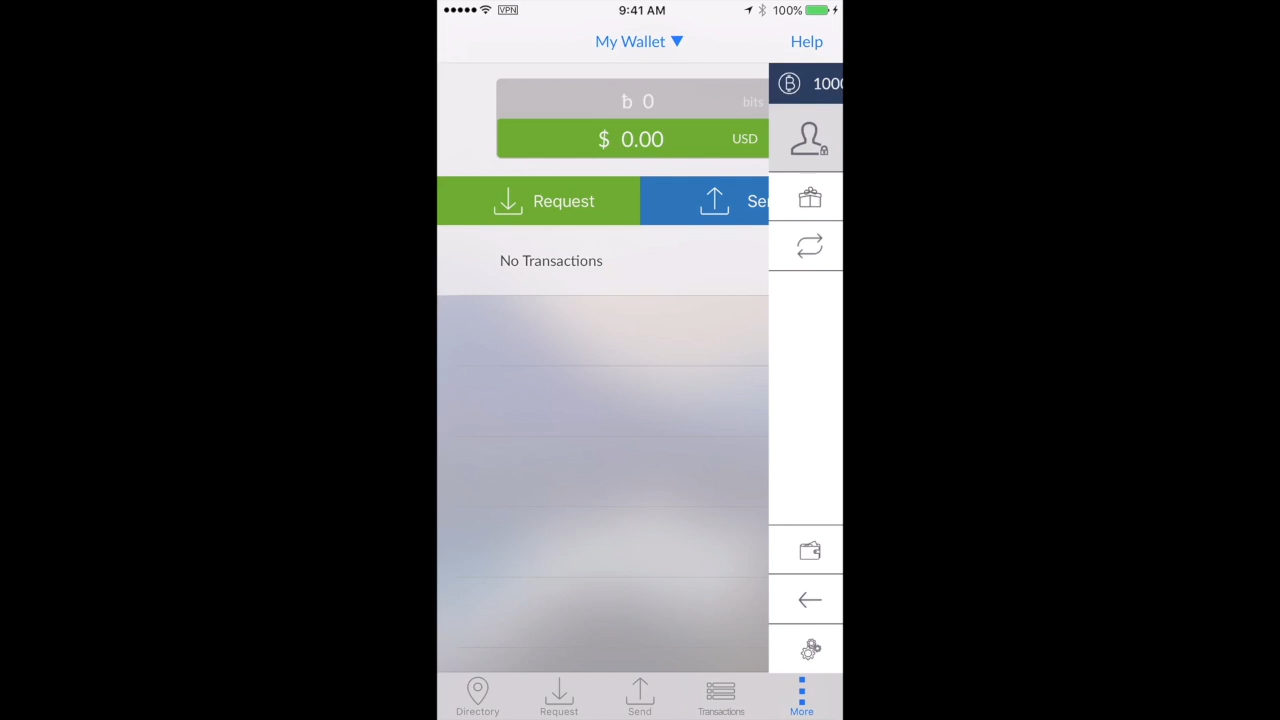 VPN 9:41 AM 100%
My Wallet ▼ Help
ƀ 0 bits
1000
$ 0.00 USD
Request
No Transactions
Directory Request Send Transactions More